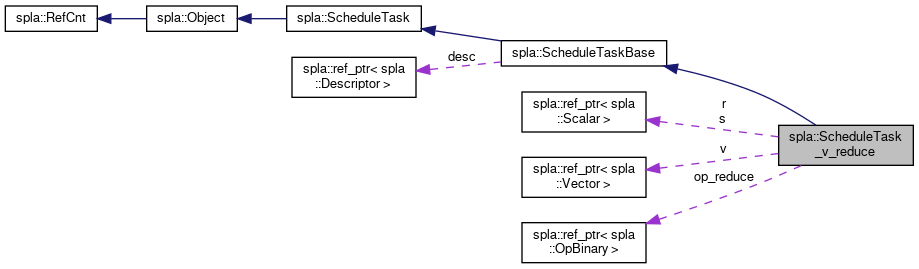 spla::RefCnt
spla::Object
spla::ScheduleTask
spla::ScheduleTaskBase
desc
spla::ref_ptr< spla
::Descriptor >
spla::ref_ptr< spla
::Scalar >
r
s
spla::ScheduleTask
_v_reduce
v
spla::ref_ptr< spla
::Vector >
op_reduce
spla::ref_ptr< spla
::OpBinary >